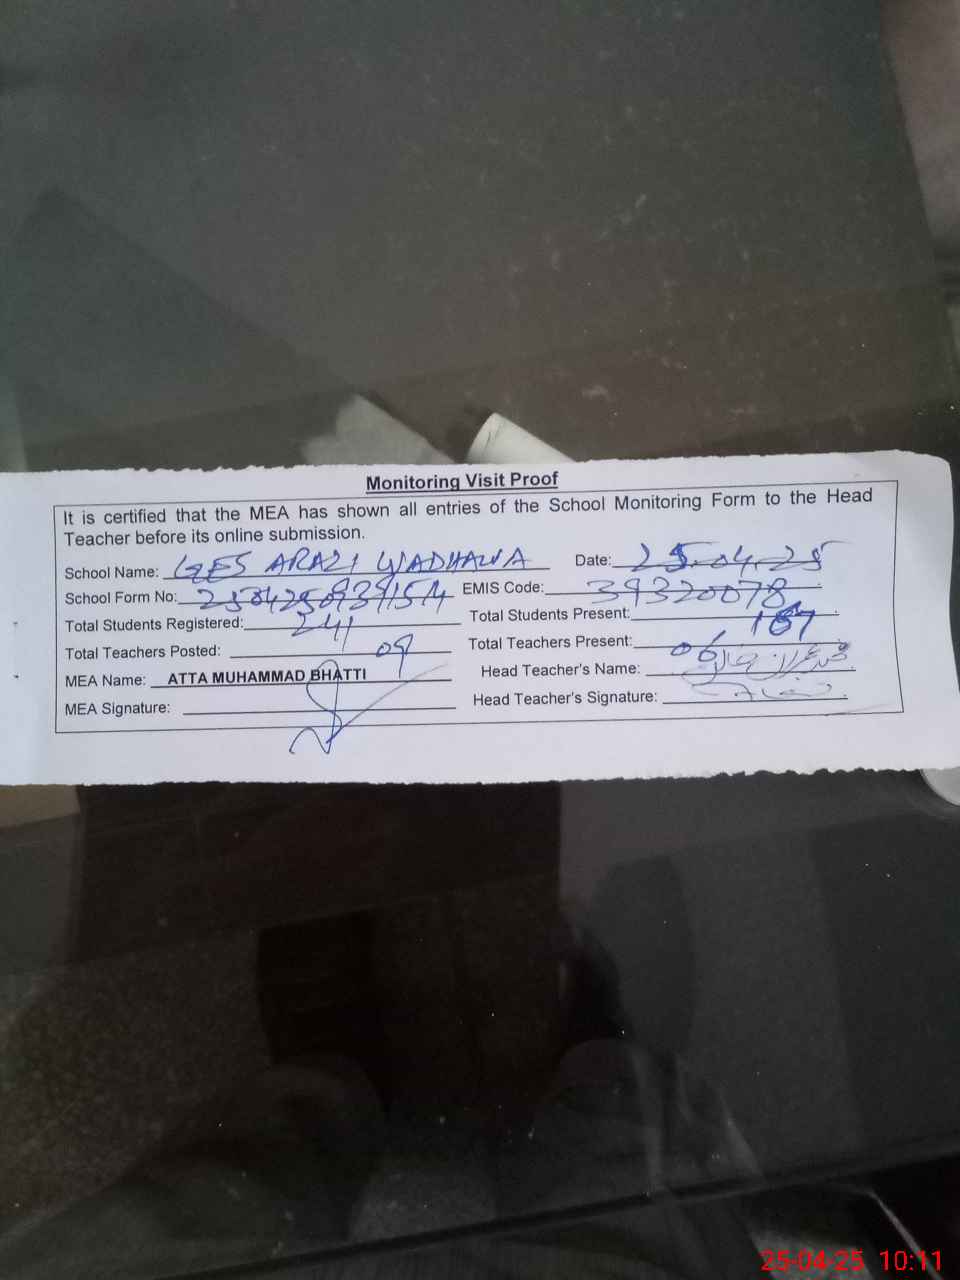 Monitoring Visit Proof
It is certified that the MEA has shown all entries of the School Monitoring Form to the Head
Teacher before its online submission.
School Name: GES ARAZI WADHAWA Date: 25.04.25
School Form No: EMIS Code: 39320078
Total Students Registered: 241 Total Students Present: 167
Total Teachers Posted: 09 Total Teachers Present: 06
MEA Name: ATTA MUHAMMAD BHATTI Head Teacher's Name:
MEA Signature: Head Teacher's Signature:
25-04-25 10:11